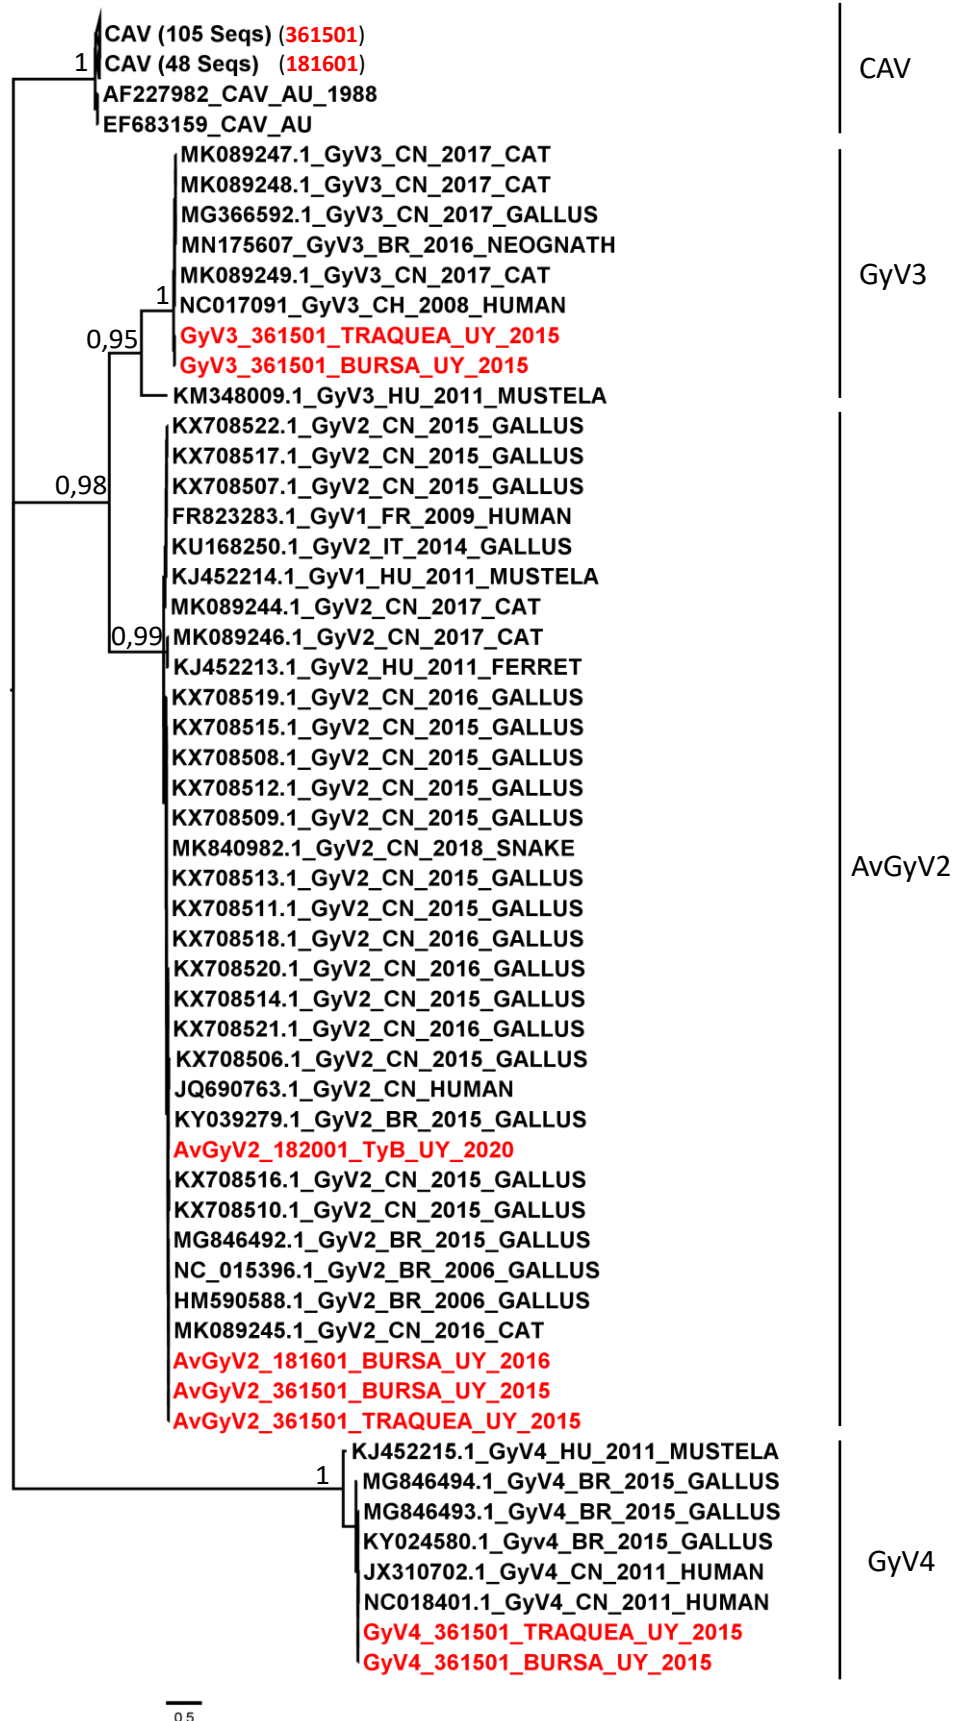 CAV (105 Seqs) (361501)
CAV (48 Seqs) (181601)
1
CAV
AF227982_CAV_AU_1988
EF683159_CAV_AU
MK089247.1_GyV3_CN_2017_CAT
MK089248.1_GyV3_CN_2017_CAT
MG366592.1_GyV3_CN_2017_GALLUS
MN175607_GyV3_BR_2016_NEOGNATH
MK089249.1_GyV3_CN_2017_CAT
GyV3
1
NC017091_GyV3_CH_2008_HUMAN
GyV3_361501_TRAQUEA_UY_2015
0,95
GyV3_361501_BURSA_UY_2015
KM348009.1_GyV3_HU_2011_MUSTELA
KX708522.1_GyV2_CN_2015_GALLUS
KX708517.1_GyV2_CN_2015_GALLUS
0,98
KX708507.1_GyV2_CN_2015_GALLUS
FR823283.1_GyV1_FR_2009_HUMAN
KU168250.1_GyV2_IT_2014_GALLUS
KJ452214.1_GyV1_HU_2011_MUSTELA
MK089244.1_GyV2_CN_2017_CAT
0,99
MK089246.1_GyV2_CN_2017_CAT
KJ452213.1_GyV2_HU_2011_FERRET
KX708519.1_GyV2_CN_2016_GALLUS
KX708515.1_GyV2_CN_2015_GALLUS
KX708508.1_GyV2_CN_2015_GALLUS
KX708512.1_GyV2_CN_2015_GALLUS
KX708509.1_GyV2_CN_2015_GALLUS
MK840982.1_GyV2_CN_2018_SNAKE
AvGyV2
KX708513.1_GyV2_CN_2015_GALLUS
KX708511.1_GyV2_CN_2015_GALLUS
KX708518.1_GyV2_CN_2016_GALLUS
KX708520.1_GyV2_CN_2016_GALLUS
KX708514.1_GyV2_CN_2015_GALLUS
KX708521.1_GyV2_CN_2016_GALLUS
KX708506.1_GyV2_CN_2015_GALLUS
JQ690763.1_GyV2_CN_HUMAN
KY039279.1_GyV2_BR_2015_GALLUS
AvGyV2_182001_TyB_UY_2020
KX708516.1_GyV2_CN_2015_GALLUS
KX708510.1_GyV2_CN_2015_GALLUS
MG846492.1_GyV2_BR_2015_GALLUS
NC_015396.1_GyV2_BR_2006_GALLUS
HM590588.1_GyV2_BR_2006_GALLUS
MK089245.1_GyV2_CN_2016_CAT
AvGyV2_181601_BURSA_UY_2016
AvGyV2_361501_BURSA_UY_2015
AvGyV2_361501_TRAQUEA_UY_2015
KJ452215.1_GyV4_HU_2011_MUSTELA
1
MG846494.1_GyV4_BR_2015_GALLUS
MG846493.1_GyV4_BR_2015_GALLUS
KY024580.1_Gyv4_BR_2015_GALLUS
GyV4
JX310702.1_GyV4_CN_2011_HUMAN
NC018401.1_GyV4_CN_2011_HUMAN
GyV4_361501_TRAQUEA_UY_2015
GyV4_361501_BURSA_UY_2015
0.5